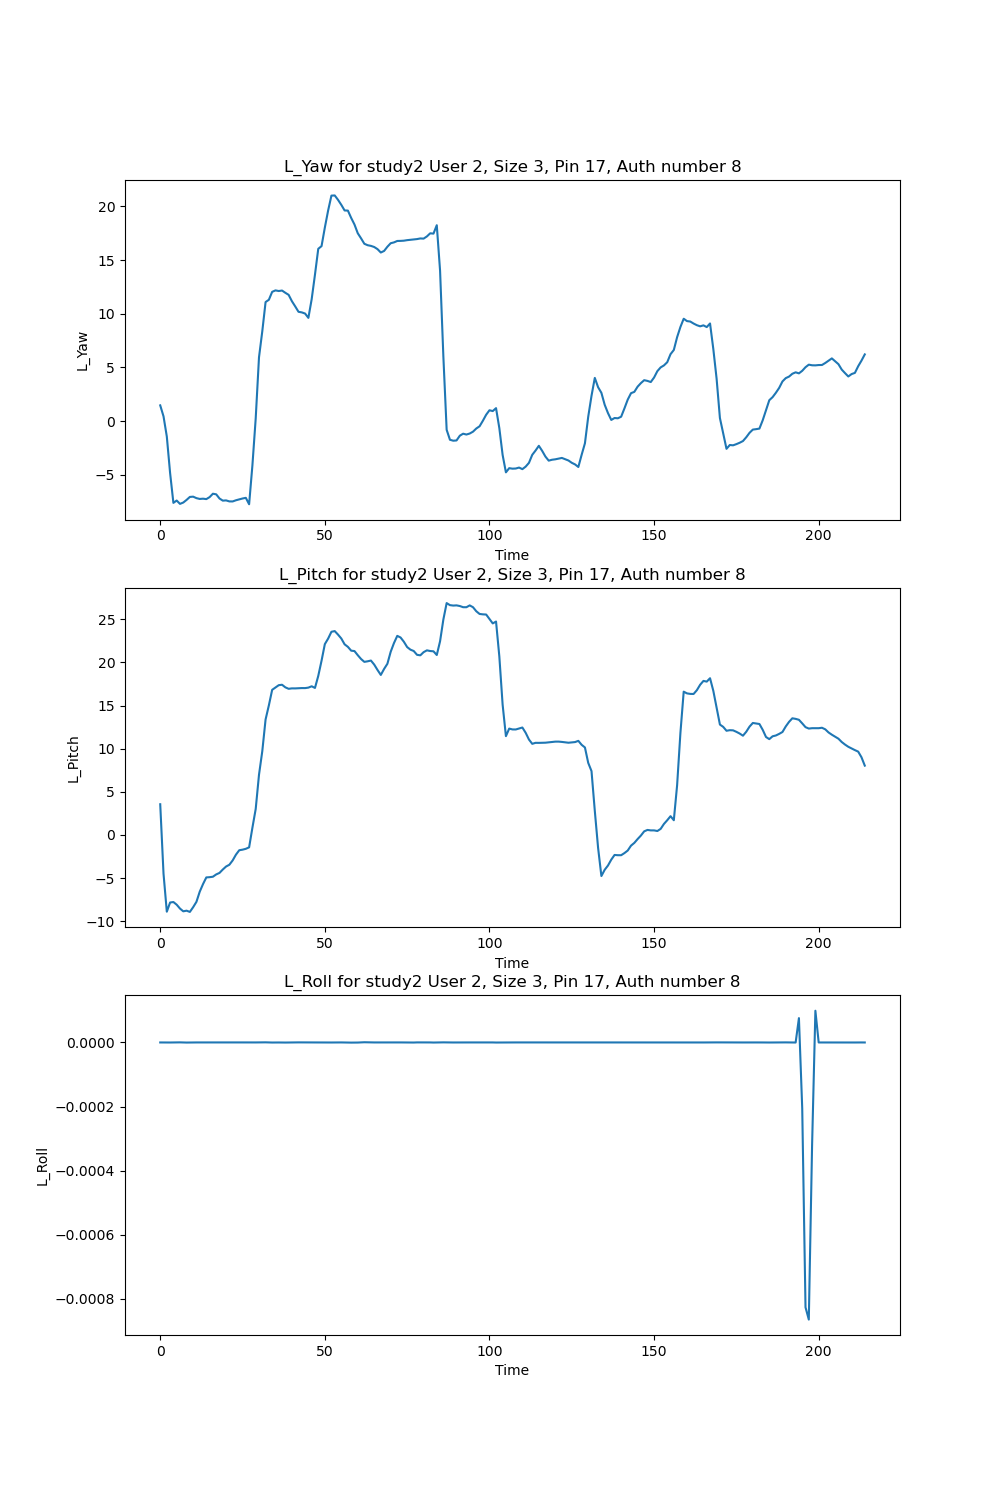 L_Yaw for study2 User 2, Size 3, Pin 17, Auth number 8
20
15
10
5
0
−5
L_Yaw
0 50 100 150 200
Time
L_Pitch for study2 User 2, Size 3, Pin 17, Auth number 8
25
20
15
10
5
0
−5
−10
L_Pitch
0 50 100 150 200
Time
L_Roll for study2 User 2, Size 3, Pin 17, Auth number 8
0.0000
−0.0002
−0.0004
−0.0006
−0.0008
L_Roll
0 50 100 150 200
Time